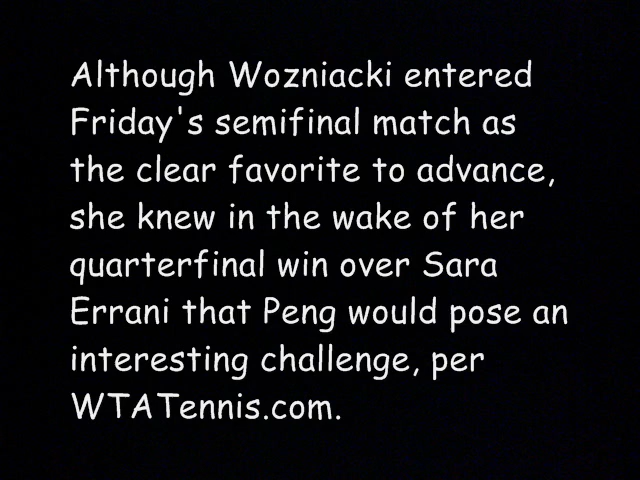 Although Wozniacki entered
Friday's semifinal match as
the clear favorite to advance,
she knew in the wake of her
quarterfinal win over Sara
Errani that Peng would pose an
interesting challenge, per
WTATennis.com.